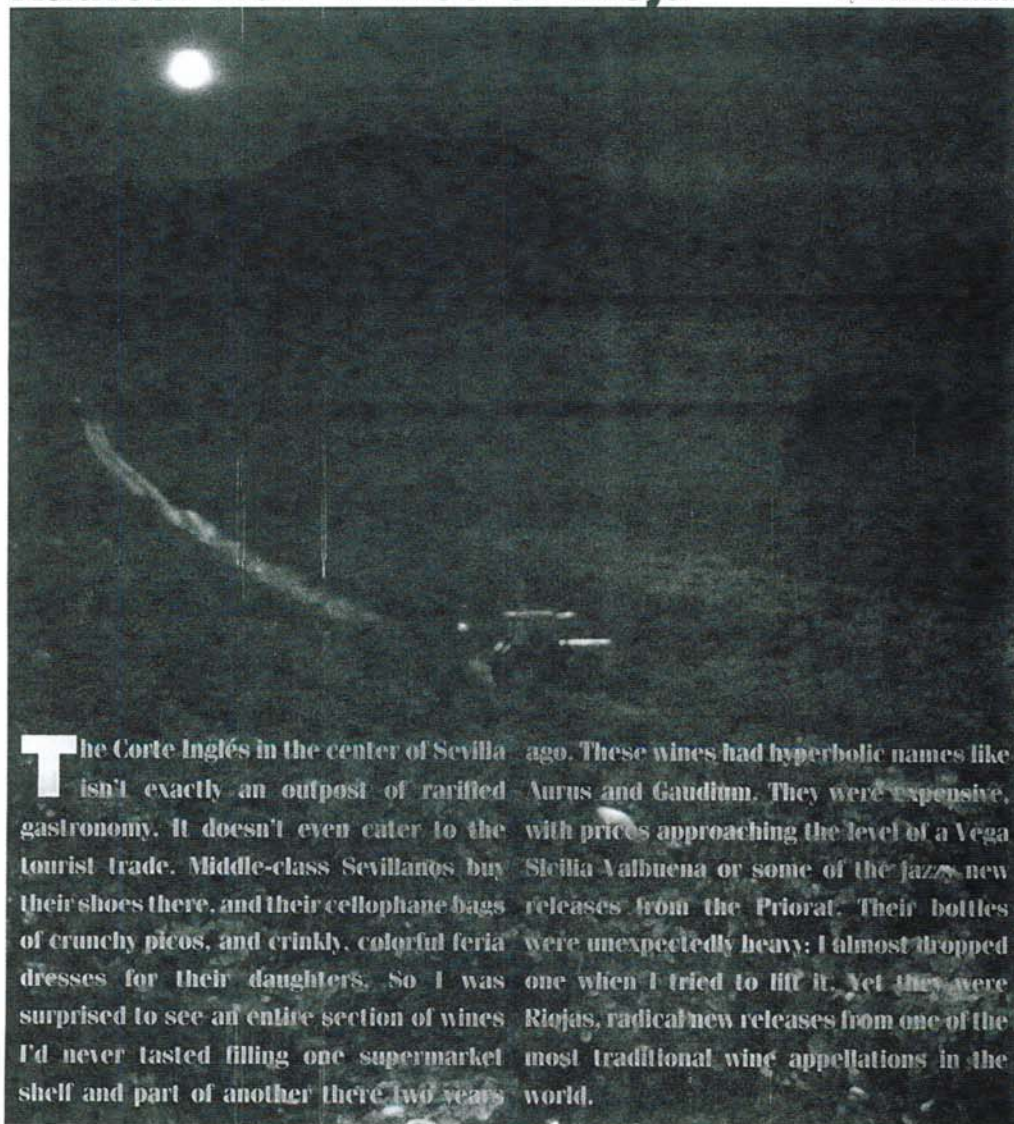 The Corte Inglés in the center of Sevilla
isn't exactly an outpost of rarified
gastronomy. It doesn't even cater to the
tourist trade. Middle-class Sevillanos buy
their shoes there, and their cellophane bags
of crunchy picos, and crinkly, colorful feria
dresses for their daughters. So I was
surprised to see an entire section of wines
I'd never tasted filling one supermarket
shelf and part of another there two years
ago. These wines had hyperbolic names like
Aurus and Gaudium. They were expensive,
with prices approaching the level of a Vega
Sicilia Valbuena or some of the jazzy new
releases from the Priorat. Their bottles
were unexpectedly heavy; I almost dropped
one when I tried to lift it. Yet they were
Riojas, radical new releases from one of the
most traditional wine appellations in the
world.